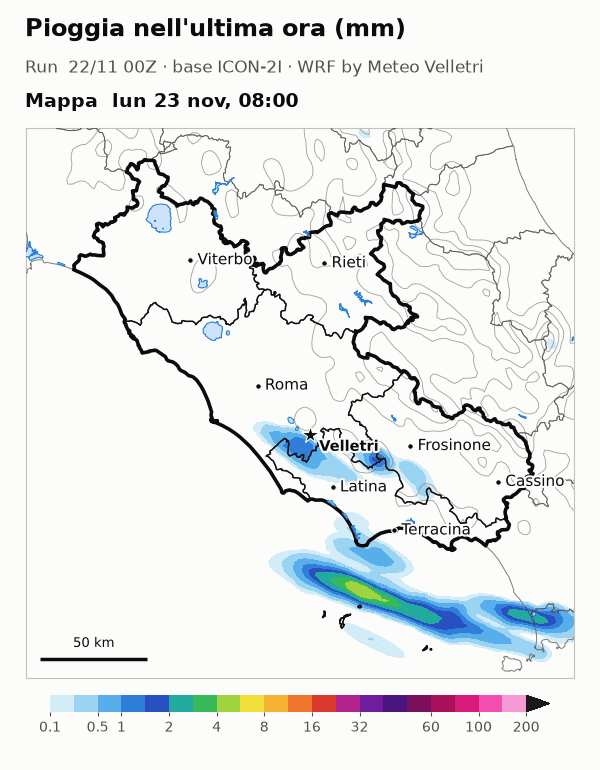 Pioggia nell'ultima ora (mm)
Run  22/11 00Z · base ICON-2I · WRF by Meteo Velletri
Mappa  lun 23 nov, 08:00
Viterbo
Rieti
Roma
Velletri
Frosinone
Cassino
Latina
Terracina
50 km
0.1 0.5 1 2 4 8 16 32 60 100 200